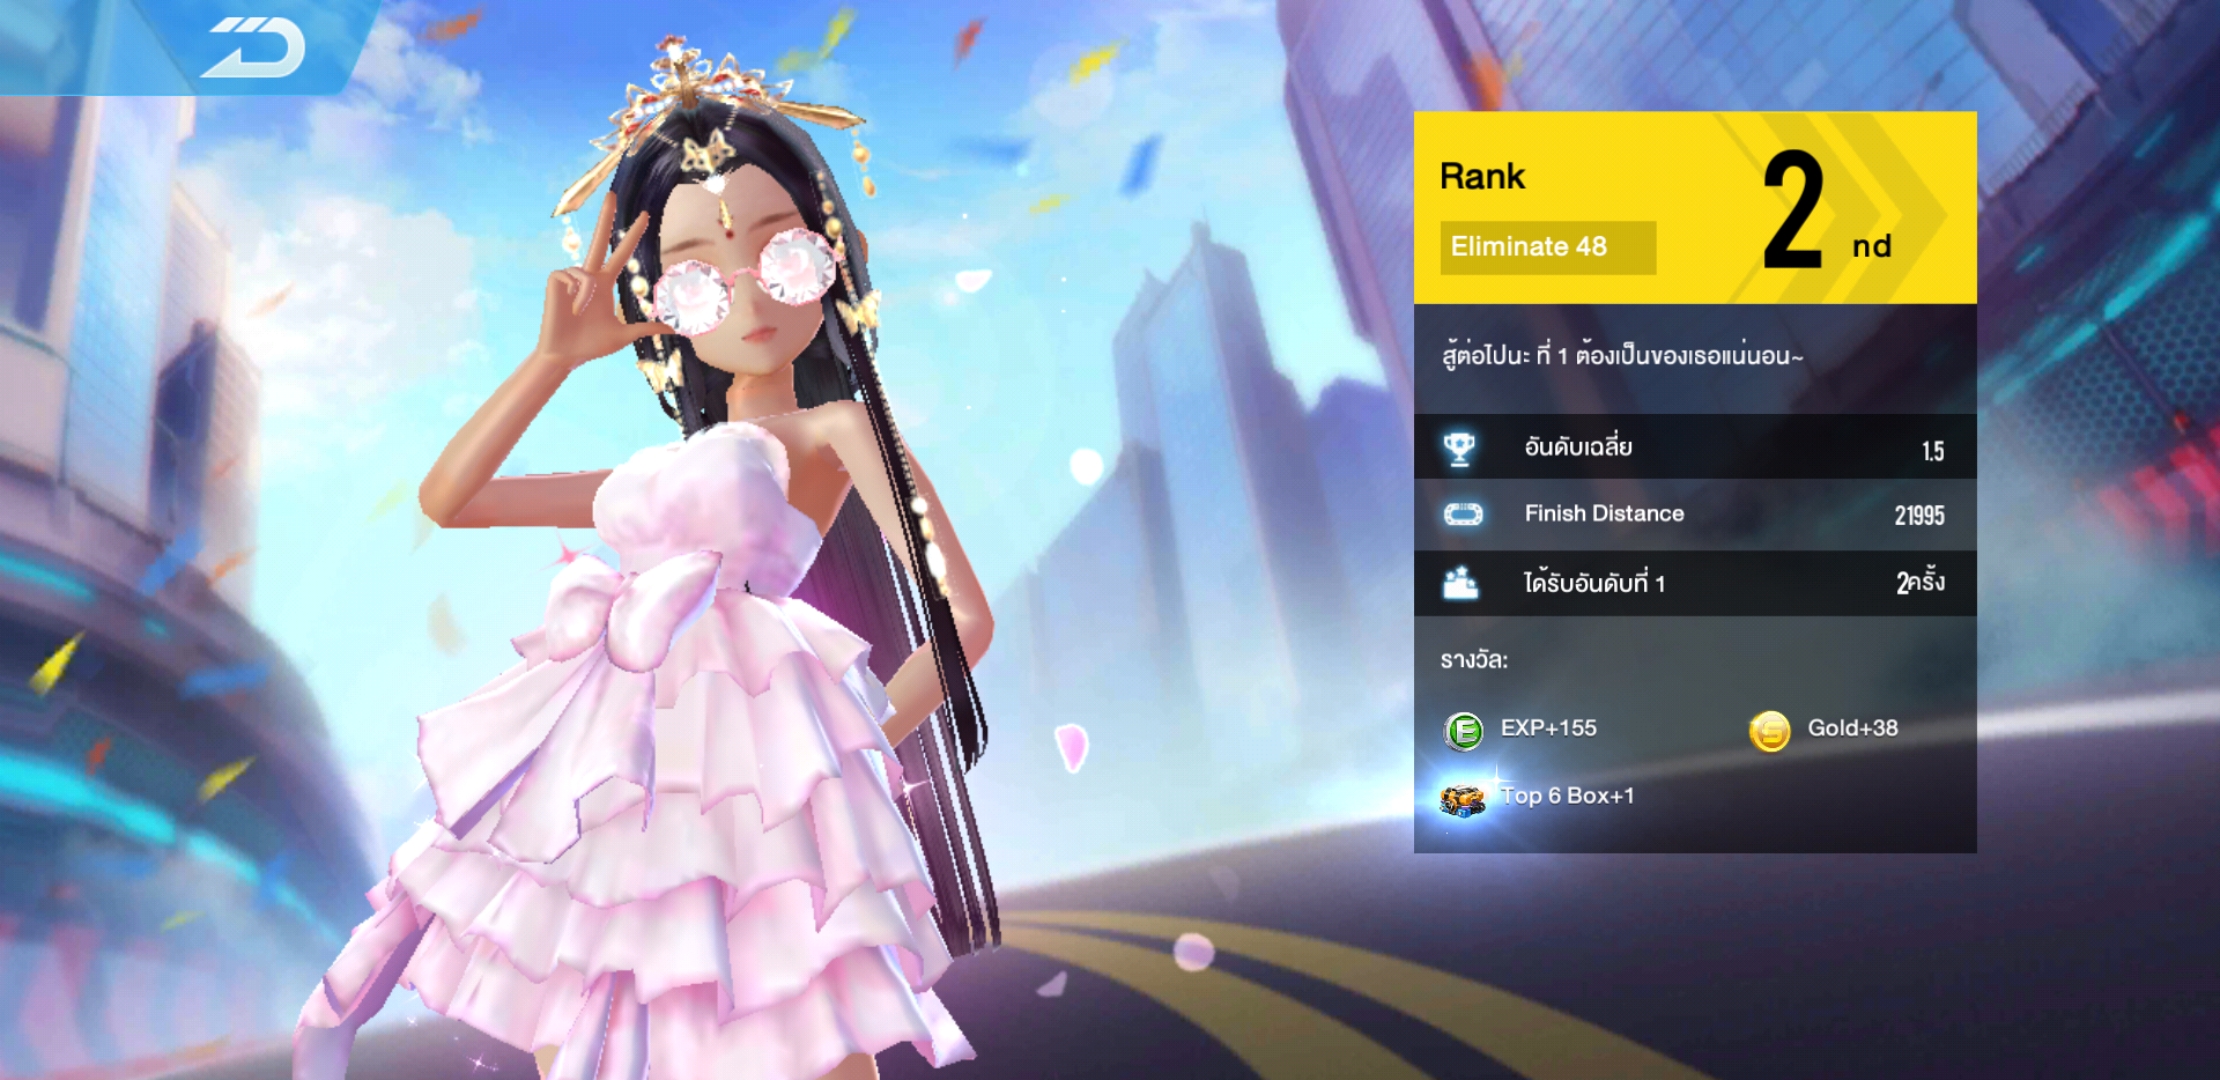 Rank
2 nd
Eliminate 48
สู้ต่อไปนะ ที่ 1 ต้องเป็นของเธอแน่นอน~
อันดับเฉลี่ย 1.5
Finish Distance 21995
ได้รับอันดับที่ 1 2ครั้ง
รางวัล:
EXP+155 Gold+38
Top 6 Box+1